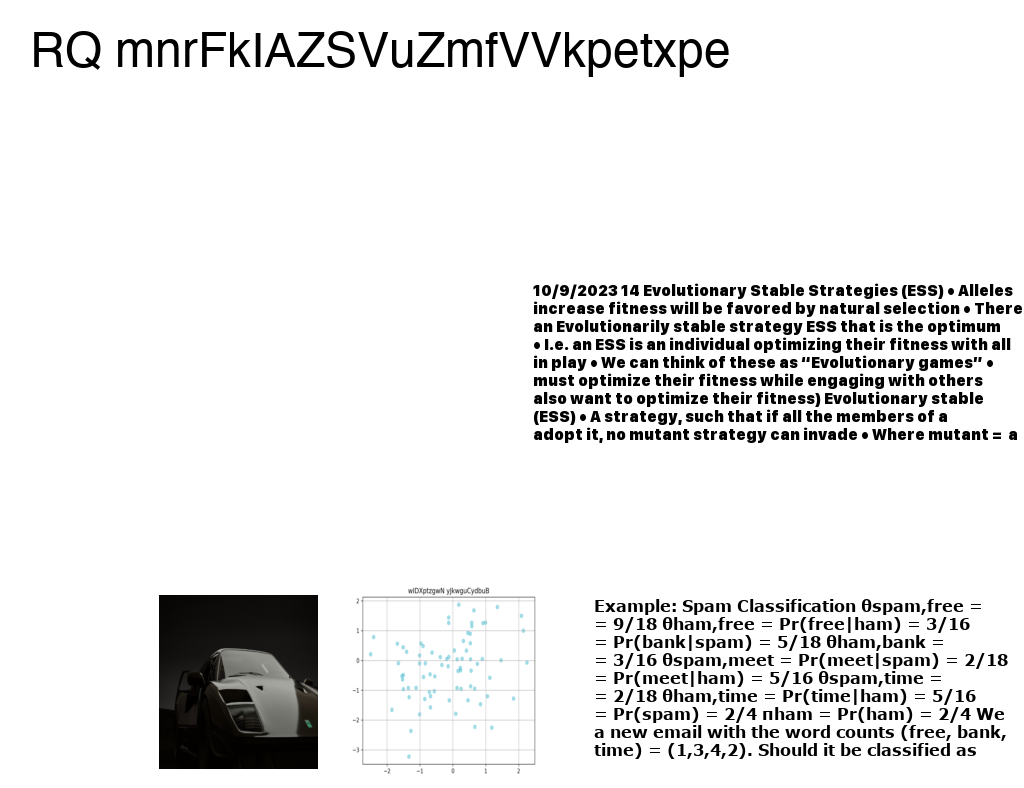 RQ mnrFkIAZSVuZmfVVkpetxpe
10/9/2023 14 Evolutionary Stable Strategies (ESS) • Alleles
increase fitness will be favored by natural selection • There
an Evolutionarily stable strategy ESS that is the optimum
• I.e. an ESS is an individual optimizing their fitness with all
in play • We can think of these as “Evolutionary games” •
must optimize their fitness while engaging with others
also want to optimize their fitness) Evolutionary stable
(ESS) • A strategy, such that if all the members of a
adopt it, no mutant strategy can invade • Where mutant = a
wIDXptzgwN yJkwguCydbuB
2
1
0
−1
−2
−3
−2 −1 0 1 2
Example: Spam Classification θspam,free =
= 9/18 θham,free = Pr(free|ham) = 3/16
= Pr(bank|spam) = 5/18 θham,bank =
= 3/16 θspam,meet = Pr(meet|spam) = 2/18
= Pr(meet|ham) = 5/16 θspam,time =
= 2/18 θham,time = Pr(time|ham) = 5/16
= Pr(spam) = 2/4 πham = Pr(ham) = 2/4 We
a new email with the word counts (free, bank,
time) = (1,3,4,2). Should it be classified as